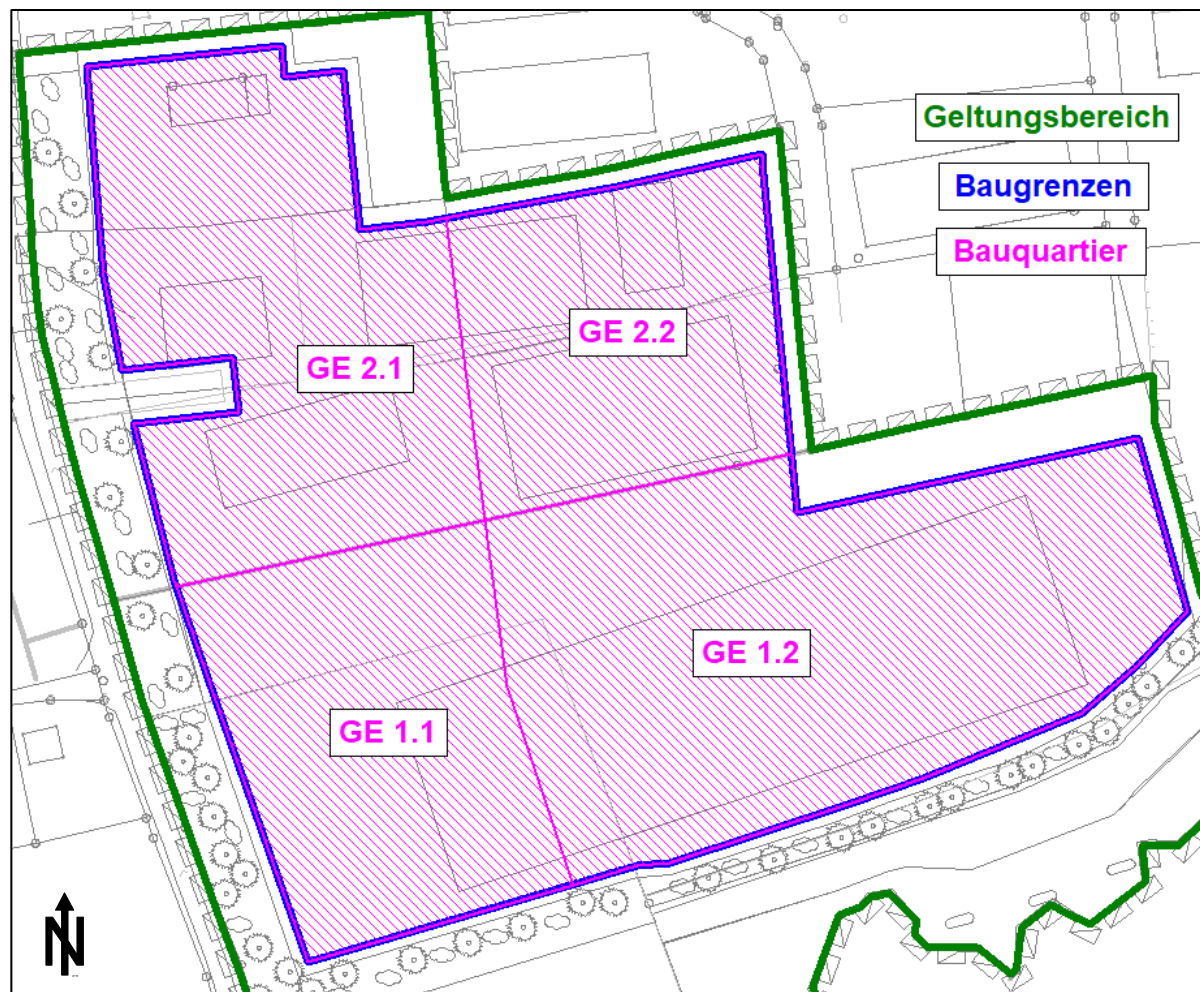 Geltungsbereich
Baugrenzen
Bauquartier
GE 2.2
GE 2.1
GE 1.2
GE 1.1
N